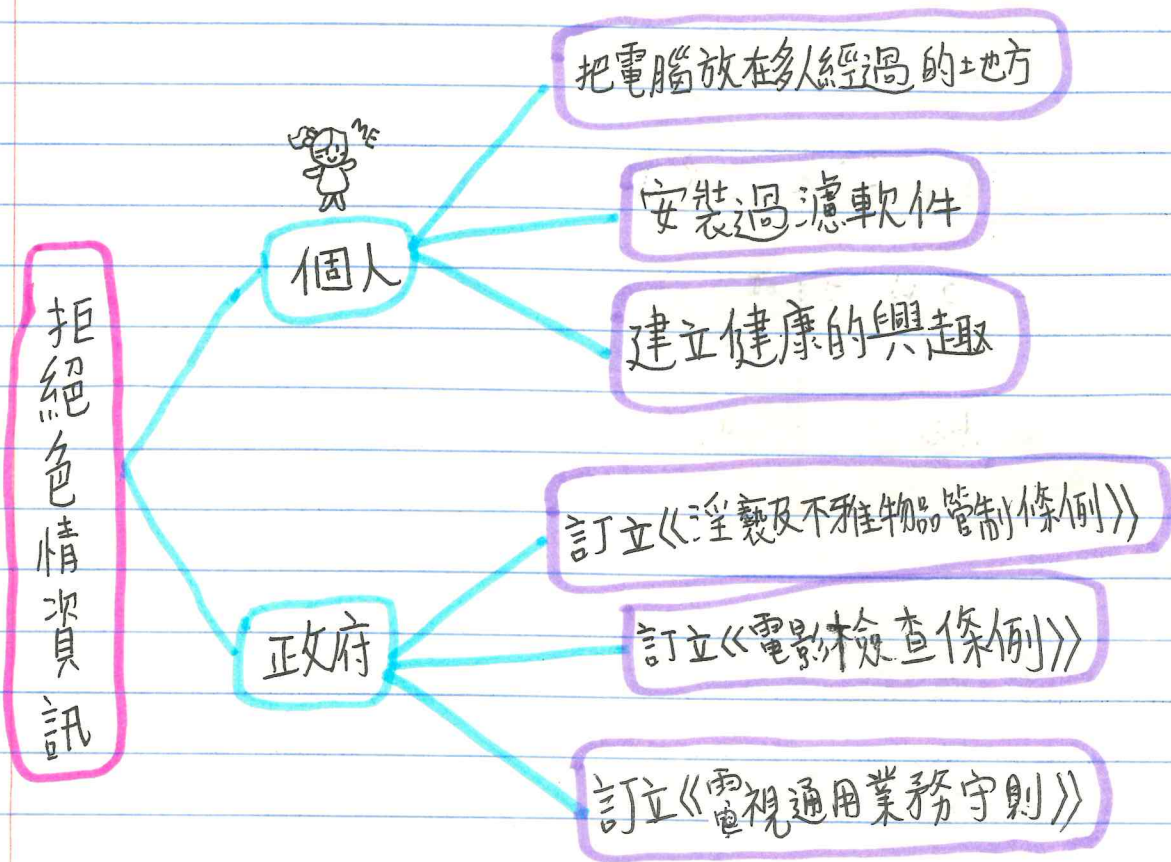 拒絕色情資訊
ME
個人
把電腦放在多人經過的地方
安裝過濾軟件
建立健康的興趣
政府
訂立《淫褻及不雅物品管制條例》
訂立《電影檢查條例》
訂立《電視通用業務守則》